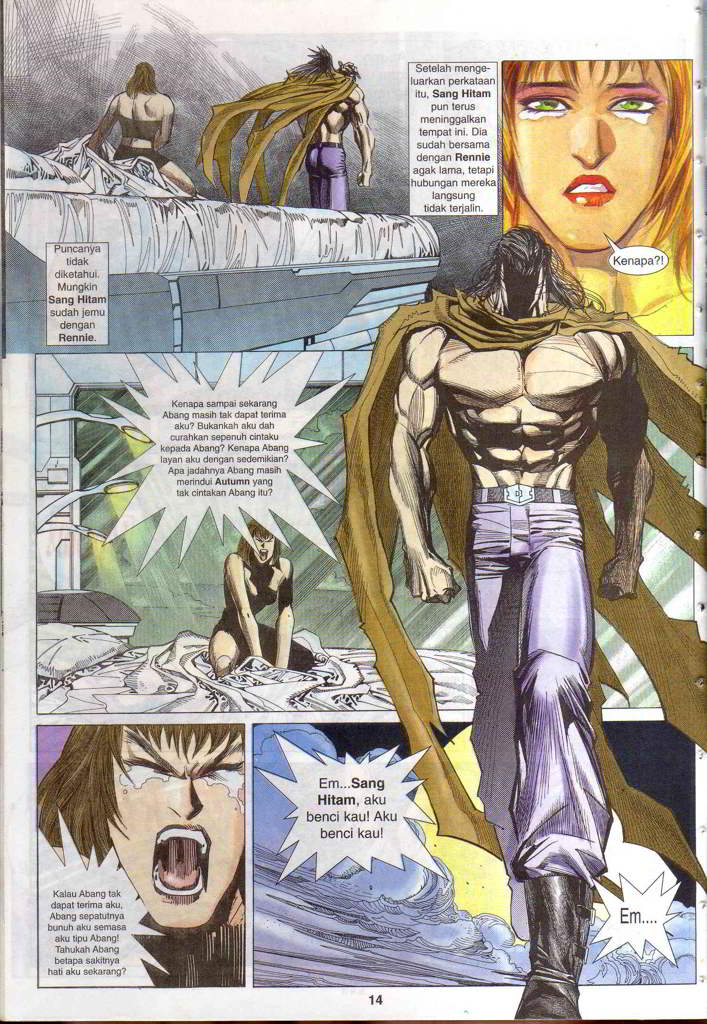 Setelah menge-
luarkan perkataan
itu, Sang Hitam
pun terus
meninggalkan
tempat ini. Dia
sudah bersama
dengan Rennie
agak lama, tetapi
hubungan mereka
langsung
tidak terjalin.
Kenapa?!
Puncanya
tidak
diketahui.
Mungkin
Sang Hitam
sudah jemu
dengan
Rennie.
Kenapa sampai sekarang
Abang masih tak dapat terima
aku? Bukankah aku dah
curahkan sepenuh cintaku
kepada Abang? Kenapa Abang
layan aku dengan sedemikian?
Apa jadahnya Abang masih
merindui Autumn yang
tak cintakan Abang itu?
Kalau Abang tak
dapat terima aku,
Abang sepatutnya
bunuh aku semasa
aku tipu Abang!
Tahukah Abang
betapa sakitnya
hati aku sekarang?
Em...Sang
Hitam, aku
benci kau! Aku
benci kau!
Em....
14